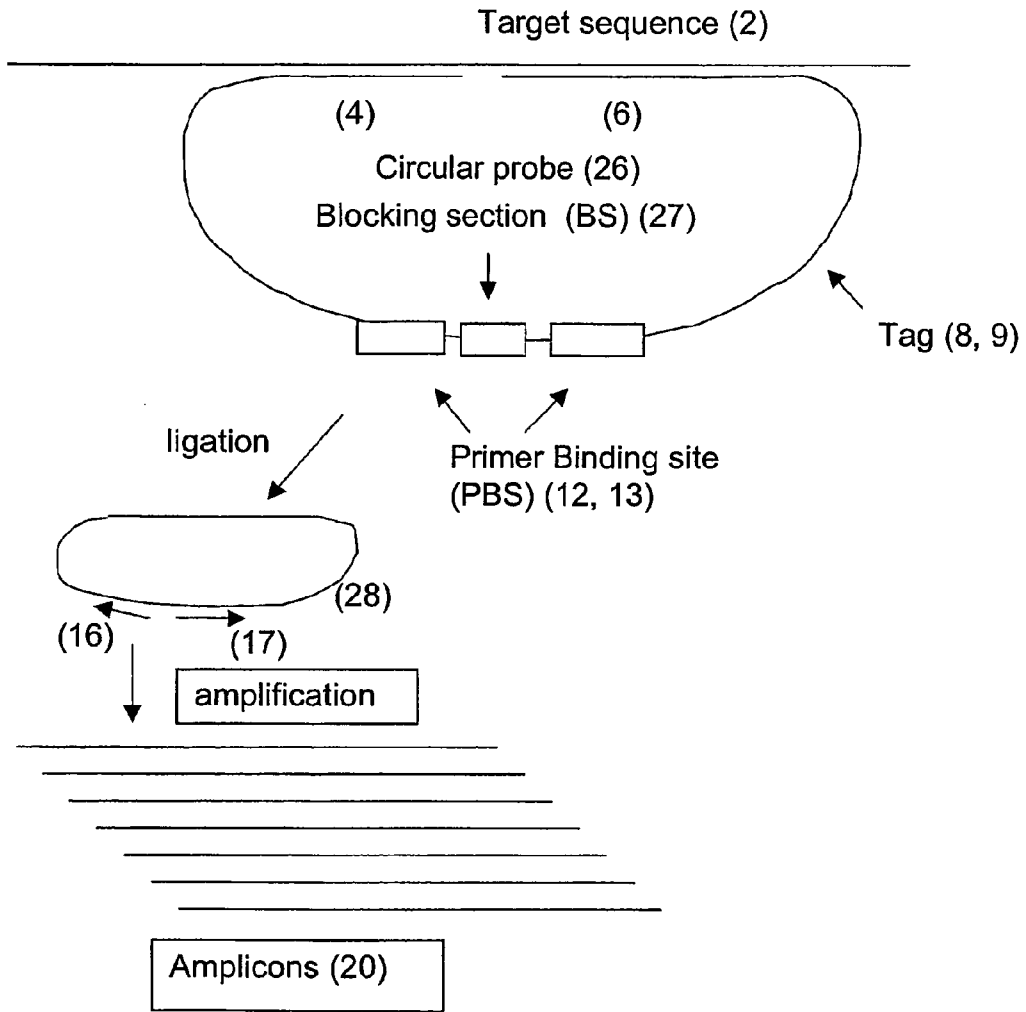 Target sequence (2)
(4) (6)
Circular probe (26)
Blocking section (BS) (27)
Tag (8, 9)
ligation
Primer Binding site
(PBS) (12, 13)
(28)
(16) (17)
amplification
Amplicons (20)